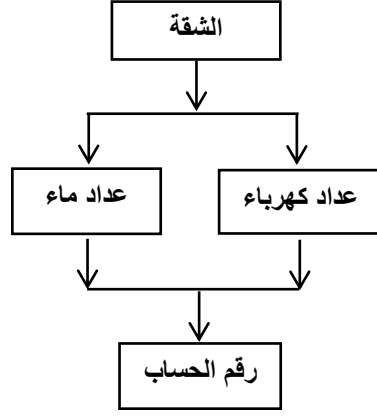 الشقة
عداد كهرباء
عداد ماء
رقم الحساب